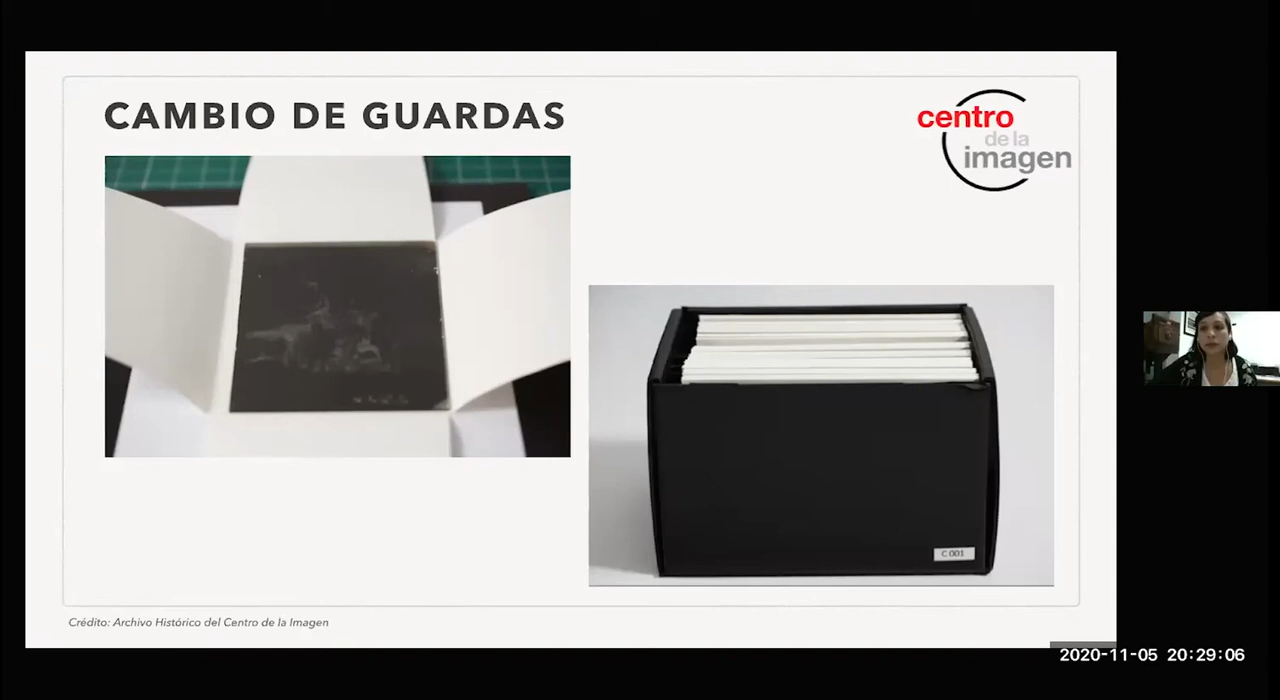 CAMBIO DE GUARDAS
centro
de la
imagen
C 001
Crédito: Archivo Histórico del Centro de la Imagen
2020-11-05 20:29:06